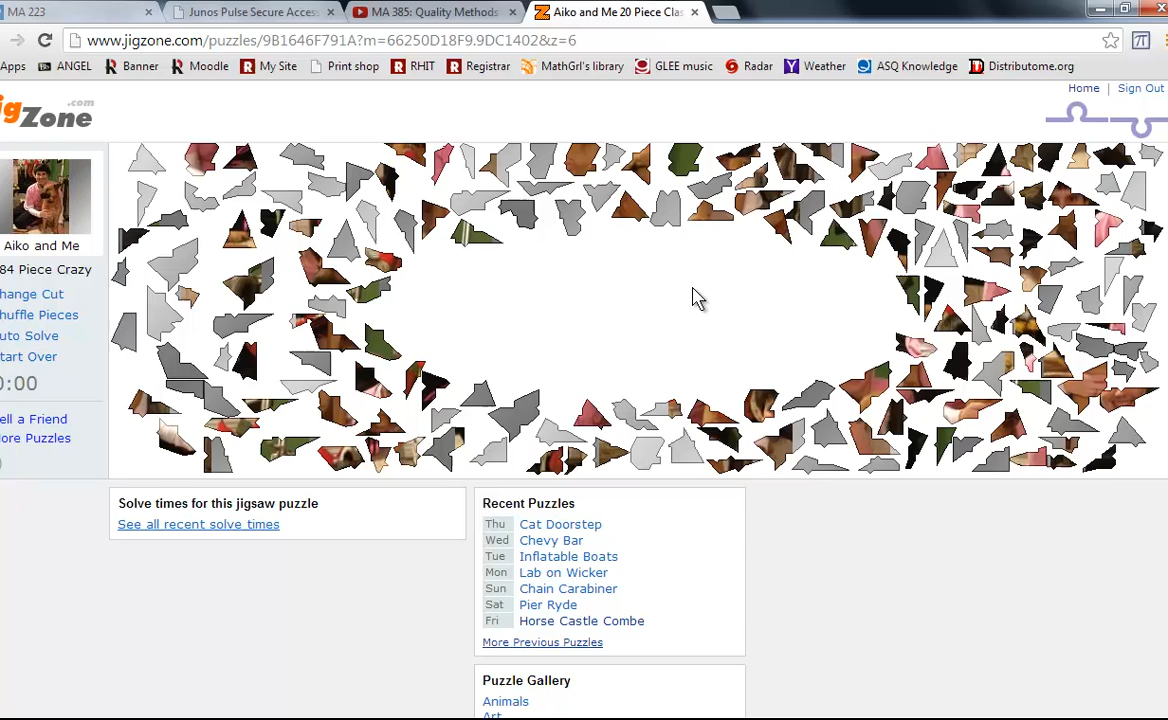 MA 223
Junos Pulse Secure Acces
MA 385: Quality Methods
Aiko and Me 20 Piece Clas
www.jigzone.com/puzzles/9B1646F791A?m=66250D18F9.9DC1402&z=6
Apps
ANGEL
Banner
Moodle
My Site
Print shop
RHIT
Registrar
MathGrl's library
GLEE music
Radar
Weather
ASQ Knowledge
Distributome.org
Home | Sign Out
igZone.com
Aiko and Me
84 Piece Crazy
hange Cut
huffle Pieces
uto Solve
tart Over
0:00
ell a Friend
ore Puzzles
Solve times for this jigsaw puzzle
See all recent solve times
Recent Puzzles
Thu Cat Doorstep
Wed Chevy Bar
Tue Inflatable Boats
Mon Lab on Wicker
Sun Chain Carabiner
Sat Pier Ryde
Fri Horse Castle Combe
More Previous Puzzles
Puzzle Gallery
Animals
Art